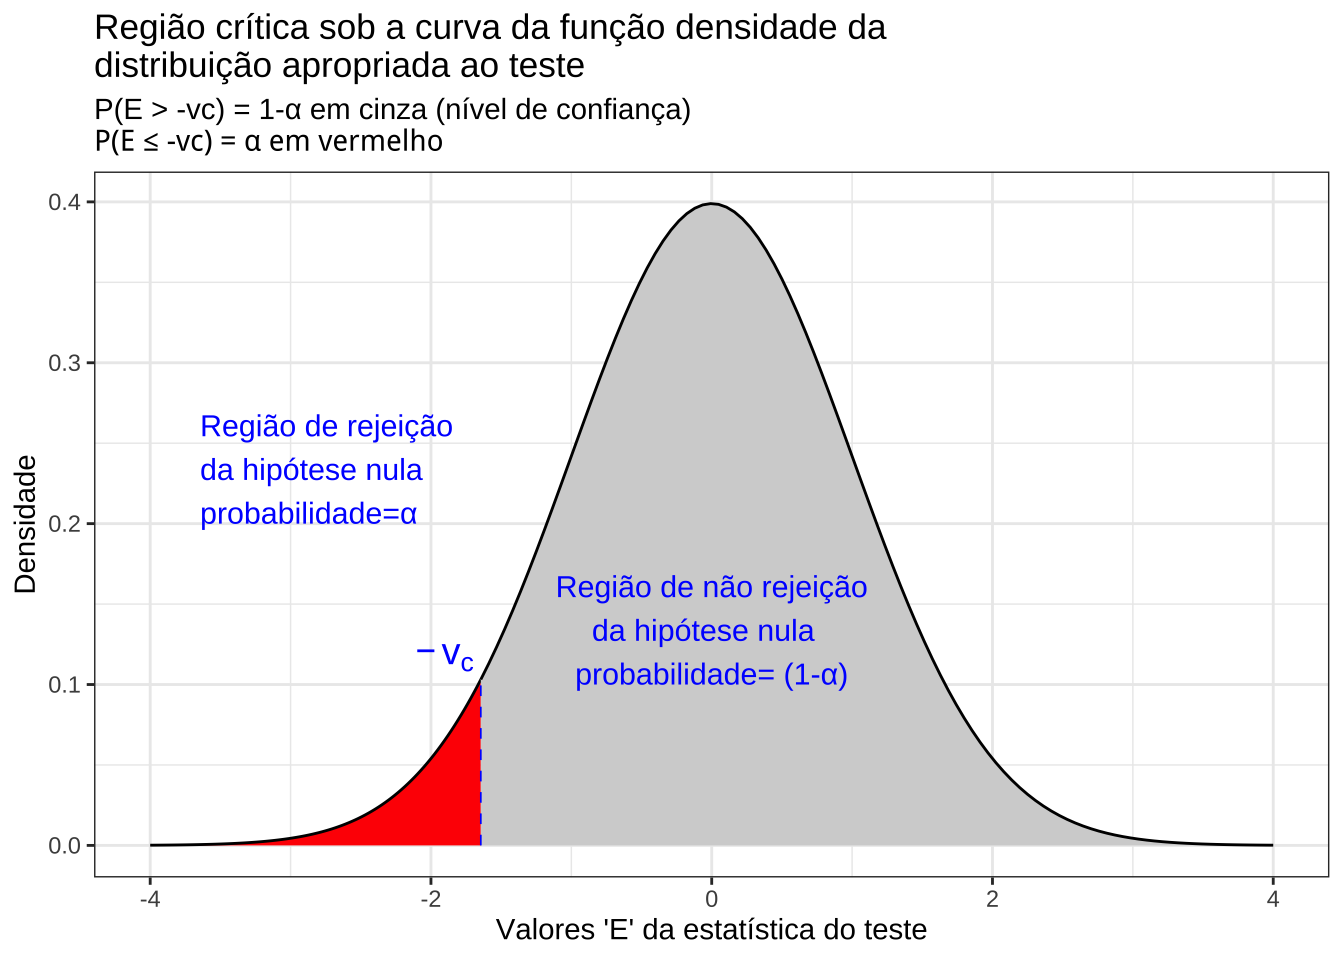 Região crítica sob a curva da função densidade da
distribuição apropriada ao teste
P(E > -vc) = 1-α em cinza (nível de confiança)
P(E ≤ -vc) = α em vermelho
0.4
0.3
0.2
0.1
0.0
Densidade
Região de rejeição
da hipótese nula
probabilidade=α
Região de não rejeição
da hipótese nula
probabilidade= (1-α)
− vc
-4
-2
0
2
4
Valores 'E' da estatística do teste